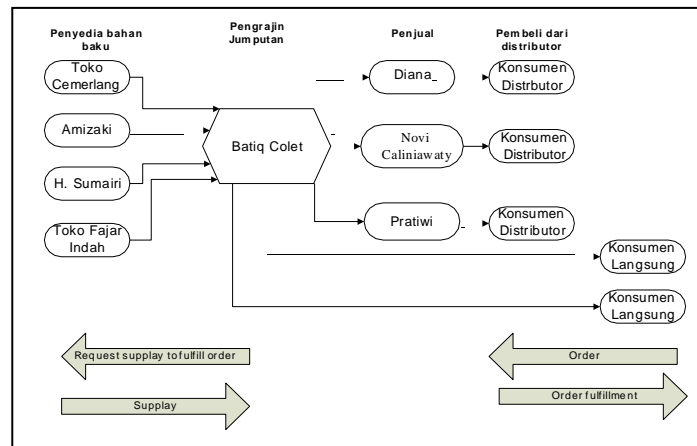 Penyedia bahan
baku
Pengrajin
Jumputan
Penjual
Pembeli dari
distributor
Toko
Cemerlang
Amizaki
H. Sumairi
Toko Fajar
Indah
Batiq Colet
Diana
Novi
Caliniawaty
Pratiwi
Konsumen
Distrbutor
Konsumen
Distributor
Konsumen
Distributor
Konsumen
Langsung
Konsumen
Langsung
Request supplay to fulfill order
Supplay
Order
Order fulfillment